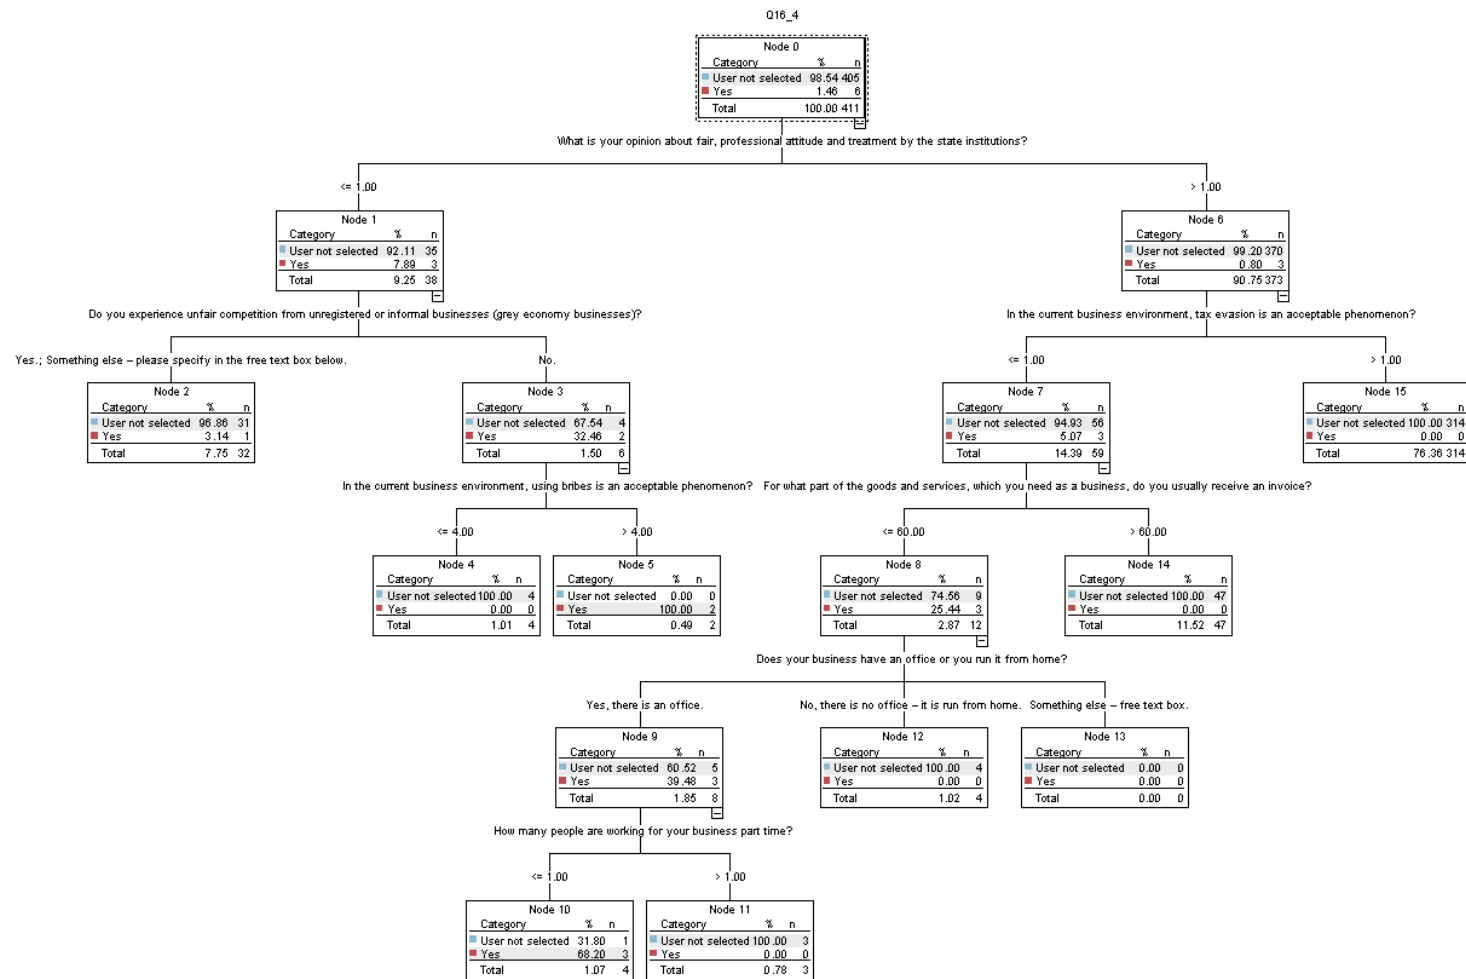 Q16_4
Node 0
Category % n
User not selected 98.54 405
Yes 1.46 6
Total 100.00 411
What is your opinion about fair, professional attitude and treatment by the state institutions?
<= 1.00
> 1.00
Node 1
Category % n
User not selected 92.11 35
Yes 7.89 3
Total 9.25 38
Node 6
Category % n
User not selected 99.20 370
Yes 0.80 3
Total 90.75 373
Do you experience unfair competition from unregistered or informal businesses (grey economy businesses)?
In the current business environment, tax evasion is an acceptable phenomenon?
Yes.; Something else – please specify in the free text box below.
No.
<= 1.00
> 1.00
Node 2
Category % n
User not selected 96.86 31
Yes 3.14 1
Total 7.75 32
Node 3
Category % n
User not selected 67.54 4
Yes 32.46 2
Total 1.50 6
Node 7
Category % n
User not selected 94.93 56
Yes 5.07 3
Total 14.39 59
Node 15
Category % n
User not selected 100.00 314
Yes 0.00 0
Total 76.36 314
In the current business environment, using bribes is an acceptable phenomenon?
For what part of the goods and services, which you need as a business, do you usually receive an invoice?
<= 4.00
> 4.00
<= 60.00
> 60.00
Node 4
Category % n
User not selected 100.00 4
Yes 0.00 0
Total 1.01 4
Node 5
Category % n
User not selected 0.00 0
Yes 100.00 2
Total 0.49 2
Node 8
Category % n
User not selected 74.56 9
Yes 25.44 3
Total 2.87 12
Node 14
Category % n
User not selected 100.00 47
Yes 0.00 0
Total 11.52 47
Does your business have an office or you run it from home?
Yes, there is an office.
No, there is no office – it is run from home.
Something else – free text box.
Node 9
Category % n
User not selected 60.52 5
Yes 39.48 3
Total 1.85 8
Node 12
Category % n
User not selected 100.00 4
Yes 0.00 0
Total 1.02 4
Node 13
Category % n
User not selected 0.00 0
Yes 0.00 0
Total 0.00 0
How many people are working for your business part time?
<= 1.00
> 1.00
Node 10
Category % n
User not selected 31.80 1
Yes 68.20 3
Total 1.07 4
Node 11
Category % n
User not selected 100.00 3
Yes 0.00 0
Total 0.78 3